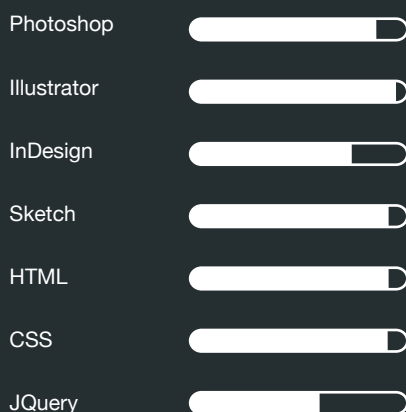 Photoshop
Illustrator
InDesign
Sketch
HTML
CSS
JQuery